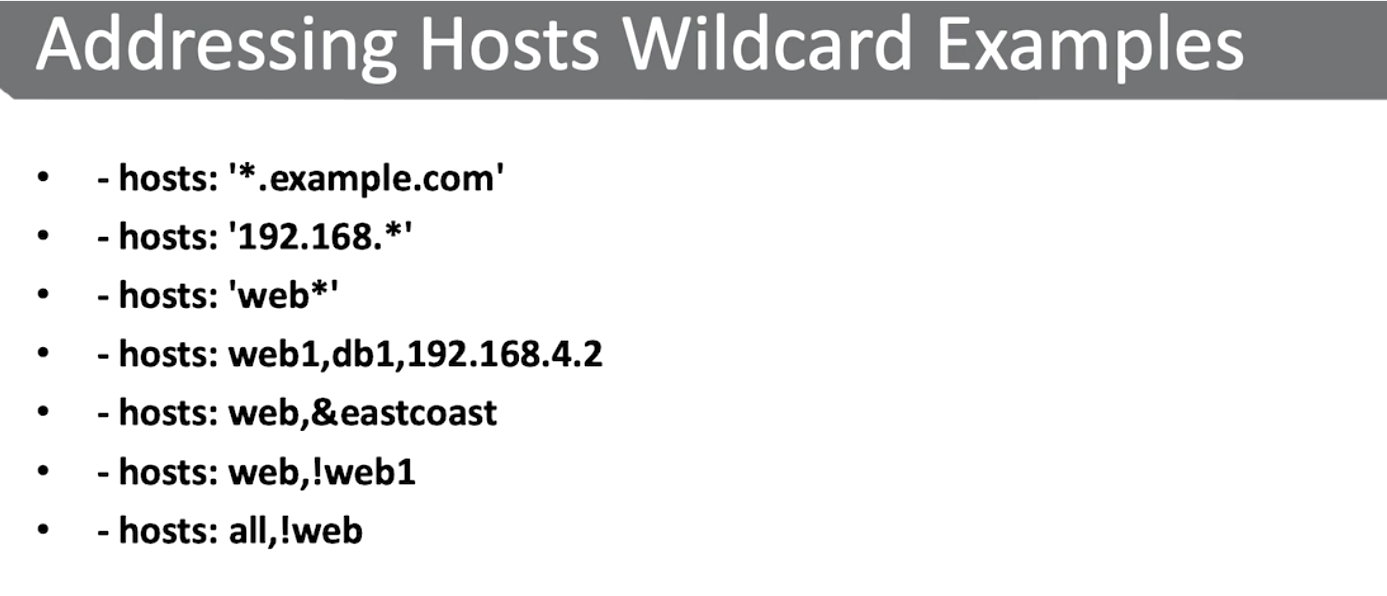 Addressing Hosts Wildcard Examples
• - hosts: '*.example.com'
• - hosts: '192.168.*'
• - hosts: 'web*'
• - hosts: web1,db1,192.168.4.2
• - hosts: web,&eastcoast
• - hosts: web,!web1
• - hosts: all,!web